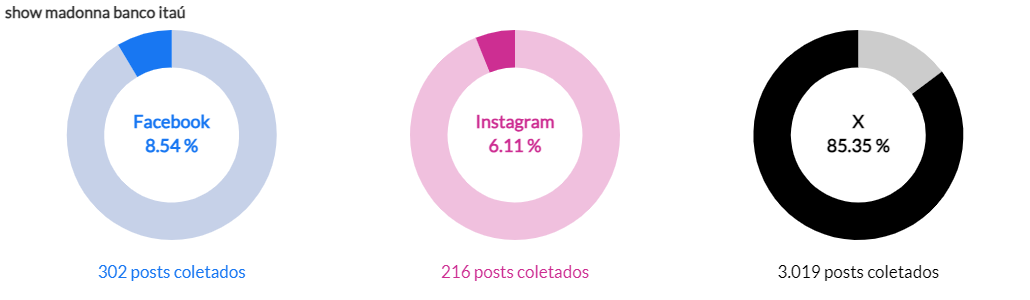 show madonna banco itaú
Facebook
8.54 %
Instagram
6.11 %
X
85.35 %
302 posts coletados
216 posts coletados
3.019 posts coletados